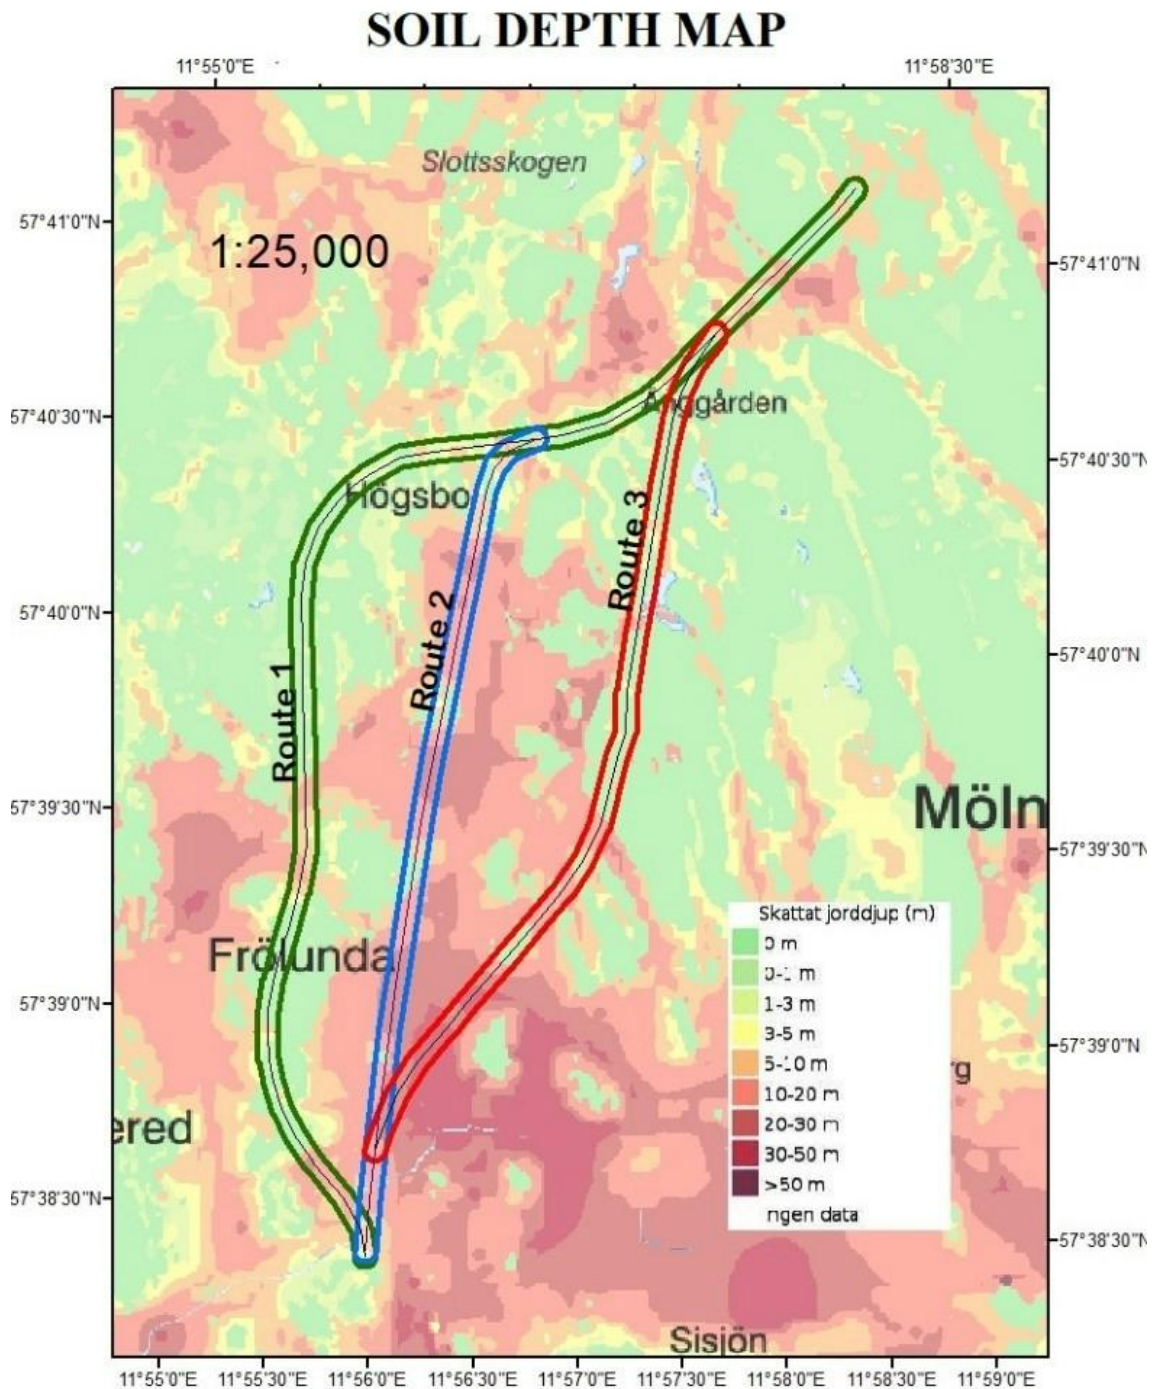 SOIL DEPTH MAP
11°55'0"E
11°58'30"E
Slottsskogen
57°41'0"N
1:25,000
57°41'0"N
Änggården
57°40'30"N
57°40'30"N
Högsbo
Route 3
Route 2
57°40'0"N
57°40'0"N
Route 1
57°39'30"N
Möln
57°39'30"N
Skattat jorddjup (m)
0 m
0-1 m
1-3 m
3-5 m
5-10 m
10-20 m
20-30 m
30-50 m
>50 m
ngen data
Frölunda
57°39'0"N
57°39'0"N
rg
ered
57°38'30"N
57°38'30"N
Sisjön
11°55'0"E 11°55'30"E 11°56'0"E 11°56'30"E 11°57'0"E 11°57'30"E 11°58'0"E 11°58'30"E 11°59'0"E